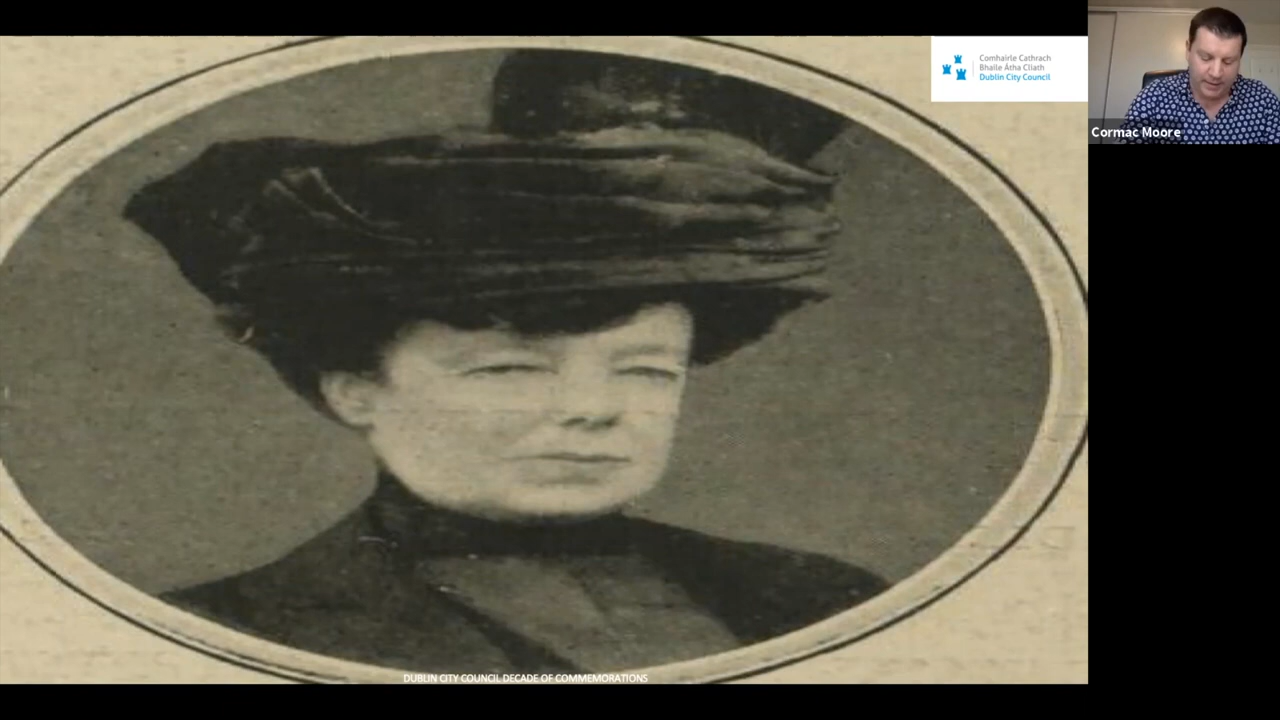 Comhairle Cathrach
Bhaile Átha Cliath
Dublin City Council
Cormac Moore
DUBLIN CITY COUNCIL DECADE OF COMMEMORATIONS